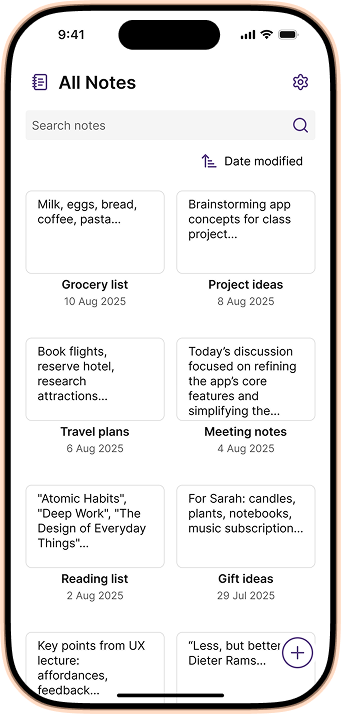 9:41
All Notes
Search notes
Date modified
Milk, eggs, bread,
coffee, pasta...
Grocery list
10 Aug 2025
Brainstorming app
concepts for class
project...
Project ideas
8 Aug 2025
Book flights,
reserve hotel,
research
attractions...
Travel plans
6 Aug 2025
Today’s discussion
focused on refining
the app’s core
features and
simplifying the...
Meeting notes
4 Aug 2025
"Atomic Habits",
"Deep Work", "The
Design of Everyday
Things"...
Reading list
2 Aug 2025
For Sarah: candles,
plants, notebooks,
music subscription...
Gift ideas
29 Jul 2025
Key points from UX
lecture:
affordances,
feedback...
“Less, but better
Dieter Rams...